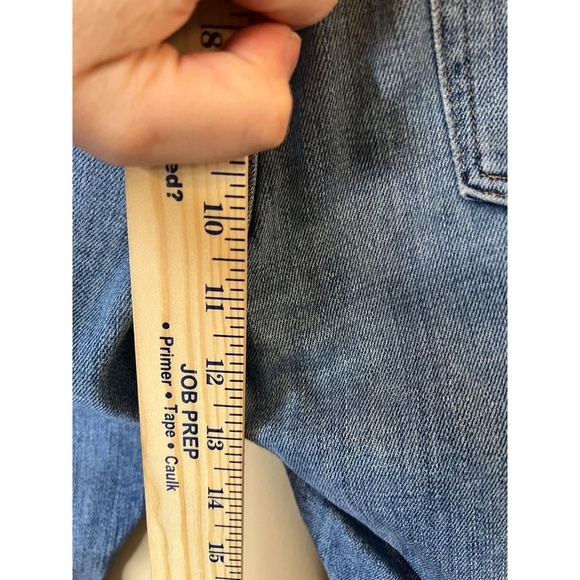 8
ed?
10
11
12
13
14
15
JOB PREP
• Primer • Tape • Caulk